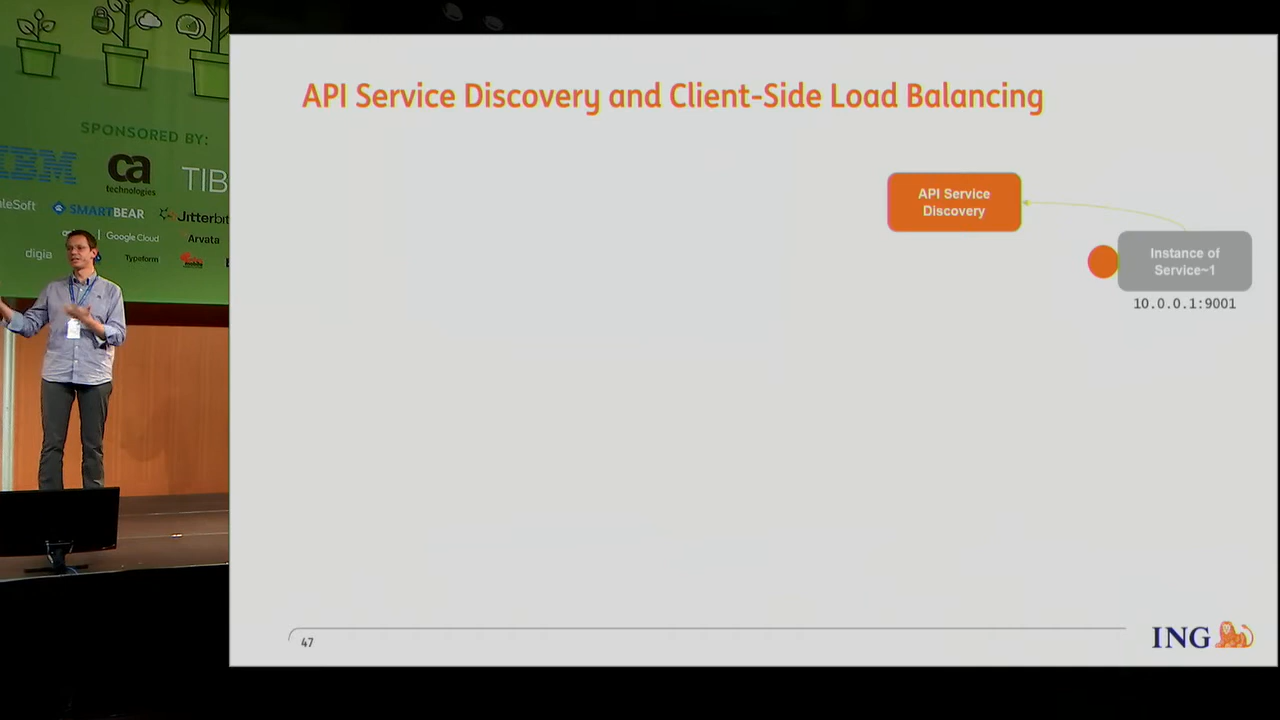 SPONSORED BY:
IBM
ca
technologies
TIB
leSoft
SMARTBEAR
Jitterbit
Google Cloud
Arvata
digia
Typeform
API Service Discovery and Client-Side Load Balancing
API Service
Discovery
Instance of
Service~1
10.0.0.1:9001
47
ING